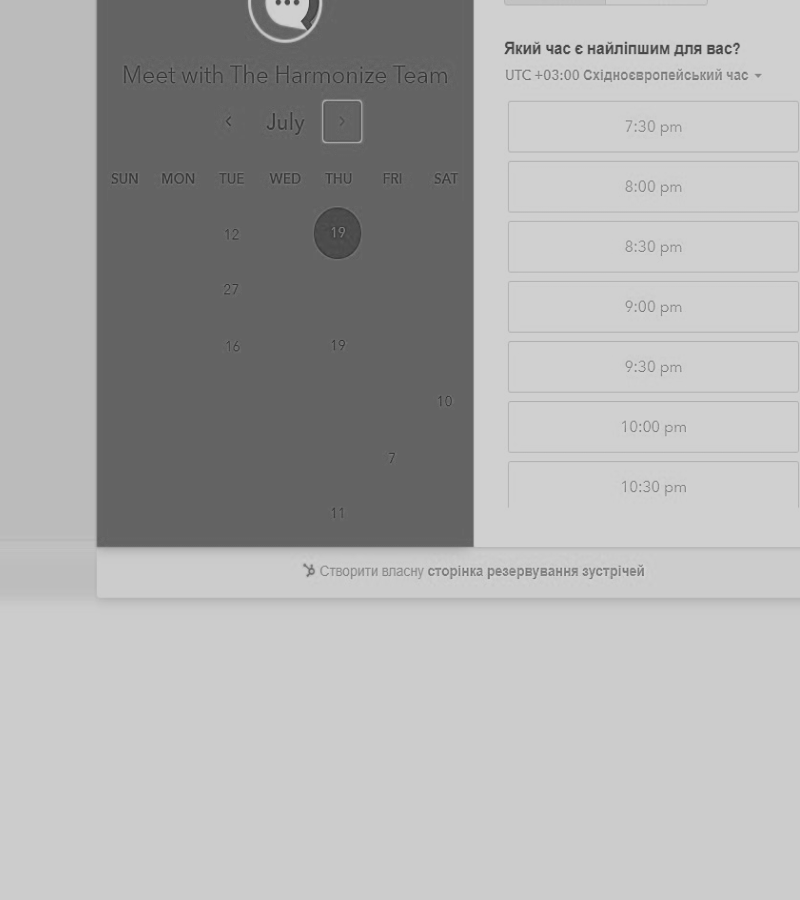 Meet with The Harmonize Team
July
SUN MON TUE WED THU FRI SAT
12 19
27
16 19
10
7
11
Який час є найліпшим для вас?
UTC +03:00 Східноєвропейський час
7:30 pm
8:00 pm
8:30 pm
9:00 pm
9:30 pm
10:00 pm
10:30 pm
Створити власну сторінка резервування зустрічей